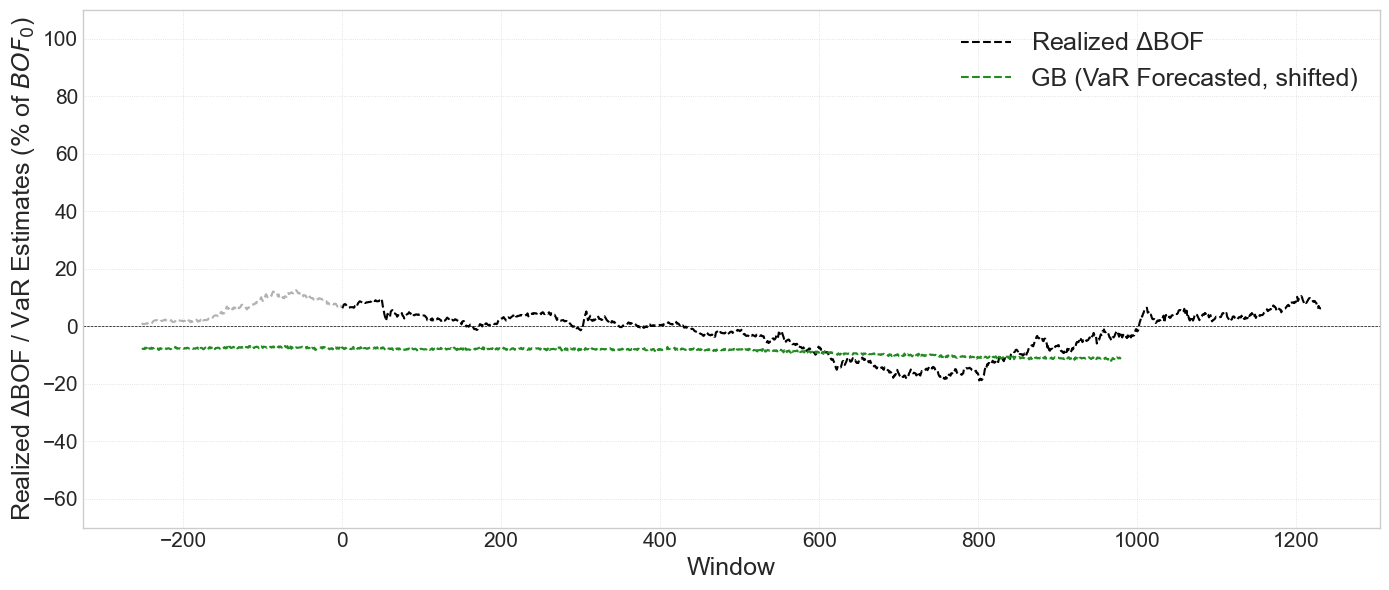 Realized ΔBOF / VaR Estimates (% of BOF₀)
100
80
60
40
20
0
−20
−40
−60
Realized ΔBOF
GB (VaR Forecasted, shifted)
−200 0 200 400 600 800 1000 1200
Window